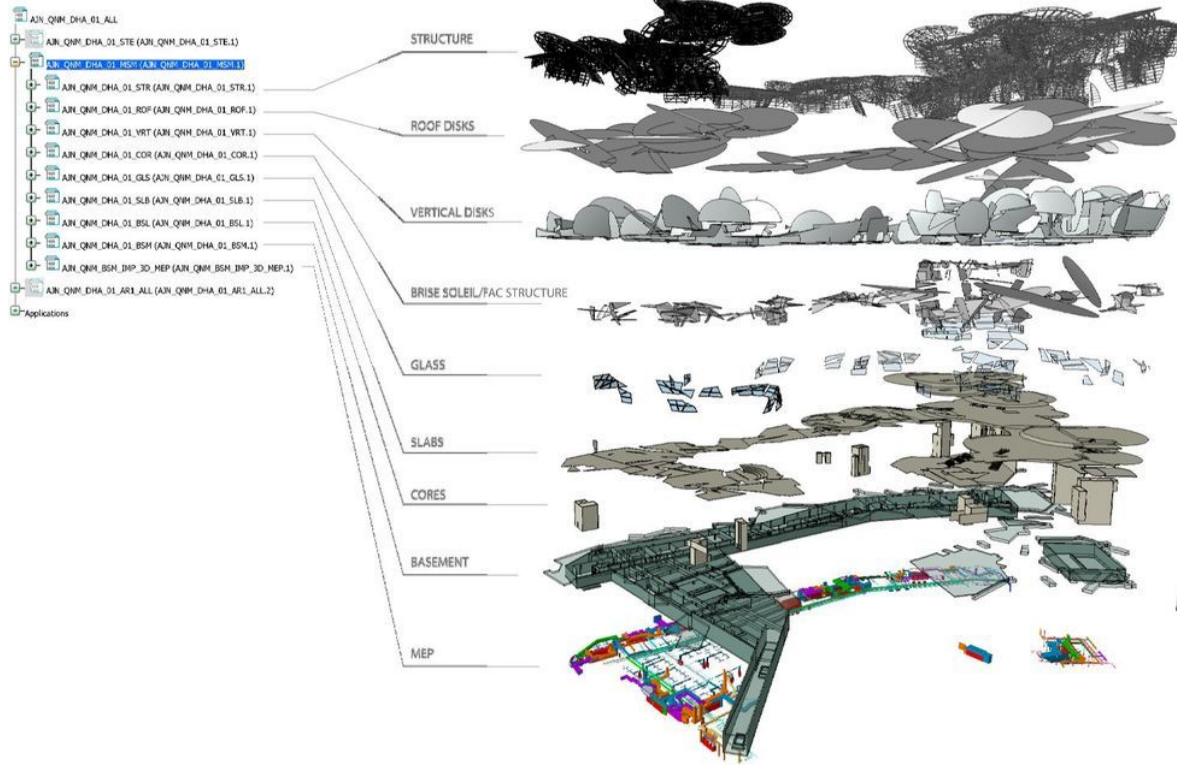 AJN_QNM_DHA_01_ALL
AJN_QNM_DHA_01_STE (AJN_QNM_DHA_01_STE.1)
AJN_QNM_DHA_01_MSM (AJN_QNM_DHA_01_MSM.1)
AJN_QNM_DHA_01_STR (AJN_QNM_DHA_01_STR.1)
AJN_QNM_DHA_01_ROF (AJN_QNM_DHA_01_ROF.1)
AJN_QNM_DHA_01_VRT (AJN_QNM_DHA_01_VRT.1)
AJN_QNM_DHA_01_COR (AJN_QNM_DHA_01_COR.1)
AJN_QNM_DHA_01_GLS (AJN_QNM_DHA_01_GLS.1)
AJN_QNM_DHA_01_SLB (AJN_QNM_DHA_01_SLB.1)
AJN_QNM_DHA_01_BSL (AJN_QNM_DHA_01_BSL.1)
AJN_QNM_DHA_01_BSM (AJN_QNM_DHA_01_BSM.1)
AJN_QNM_BSM_IMP_3D_MEP (AJN_QNM_BSM_IMP_3D_MEP.1)
AJN_QNM_DHA_01_AR1_ALL (AJN_QNM_DHA_01_AR1_ALL.2)
Applications
STRUCTURE
ROOF DISKS
VERTICAL DISKS
BRISE SOLEIL/FAC STRUCTURE
GLASS
SLABS
CORES
BASEMENT
MEP